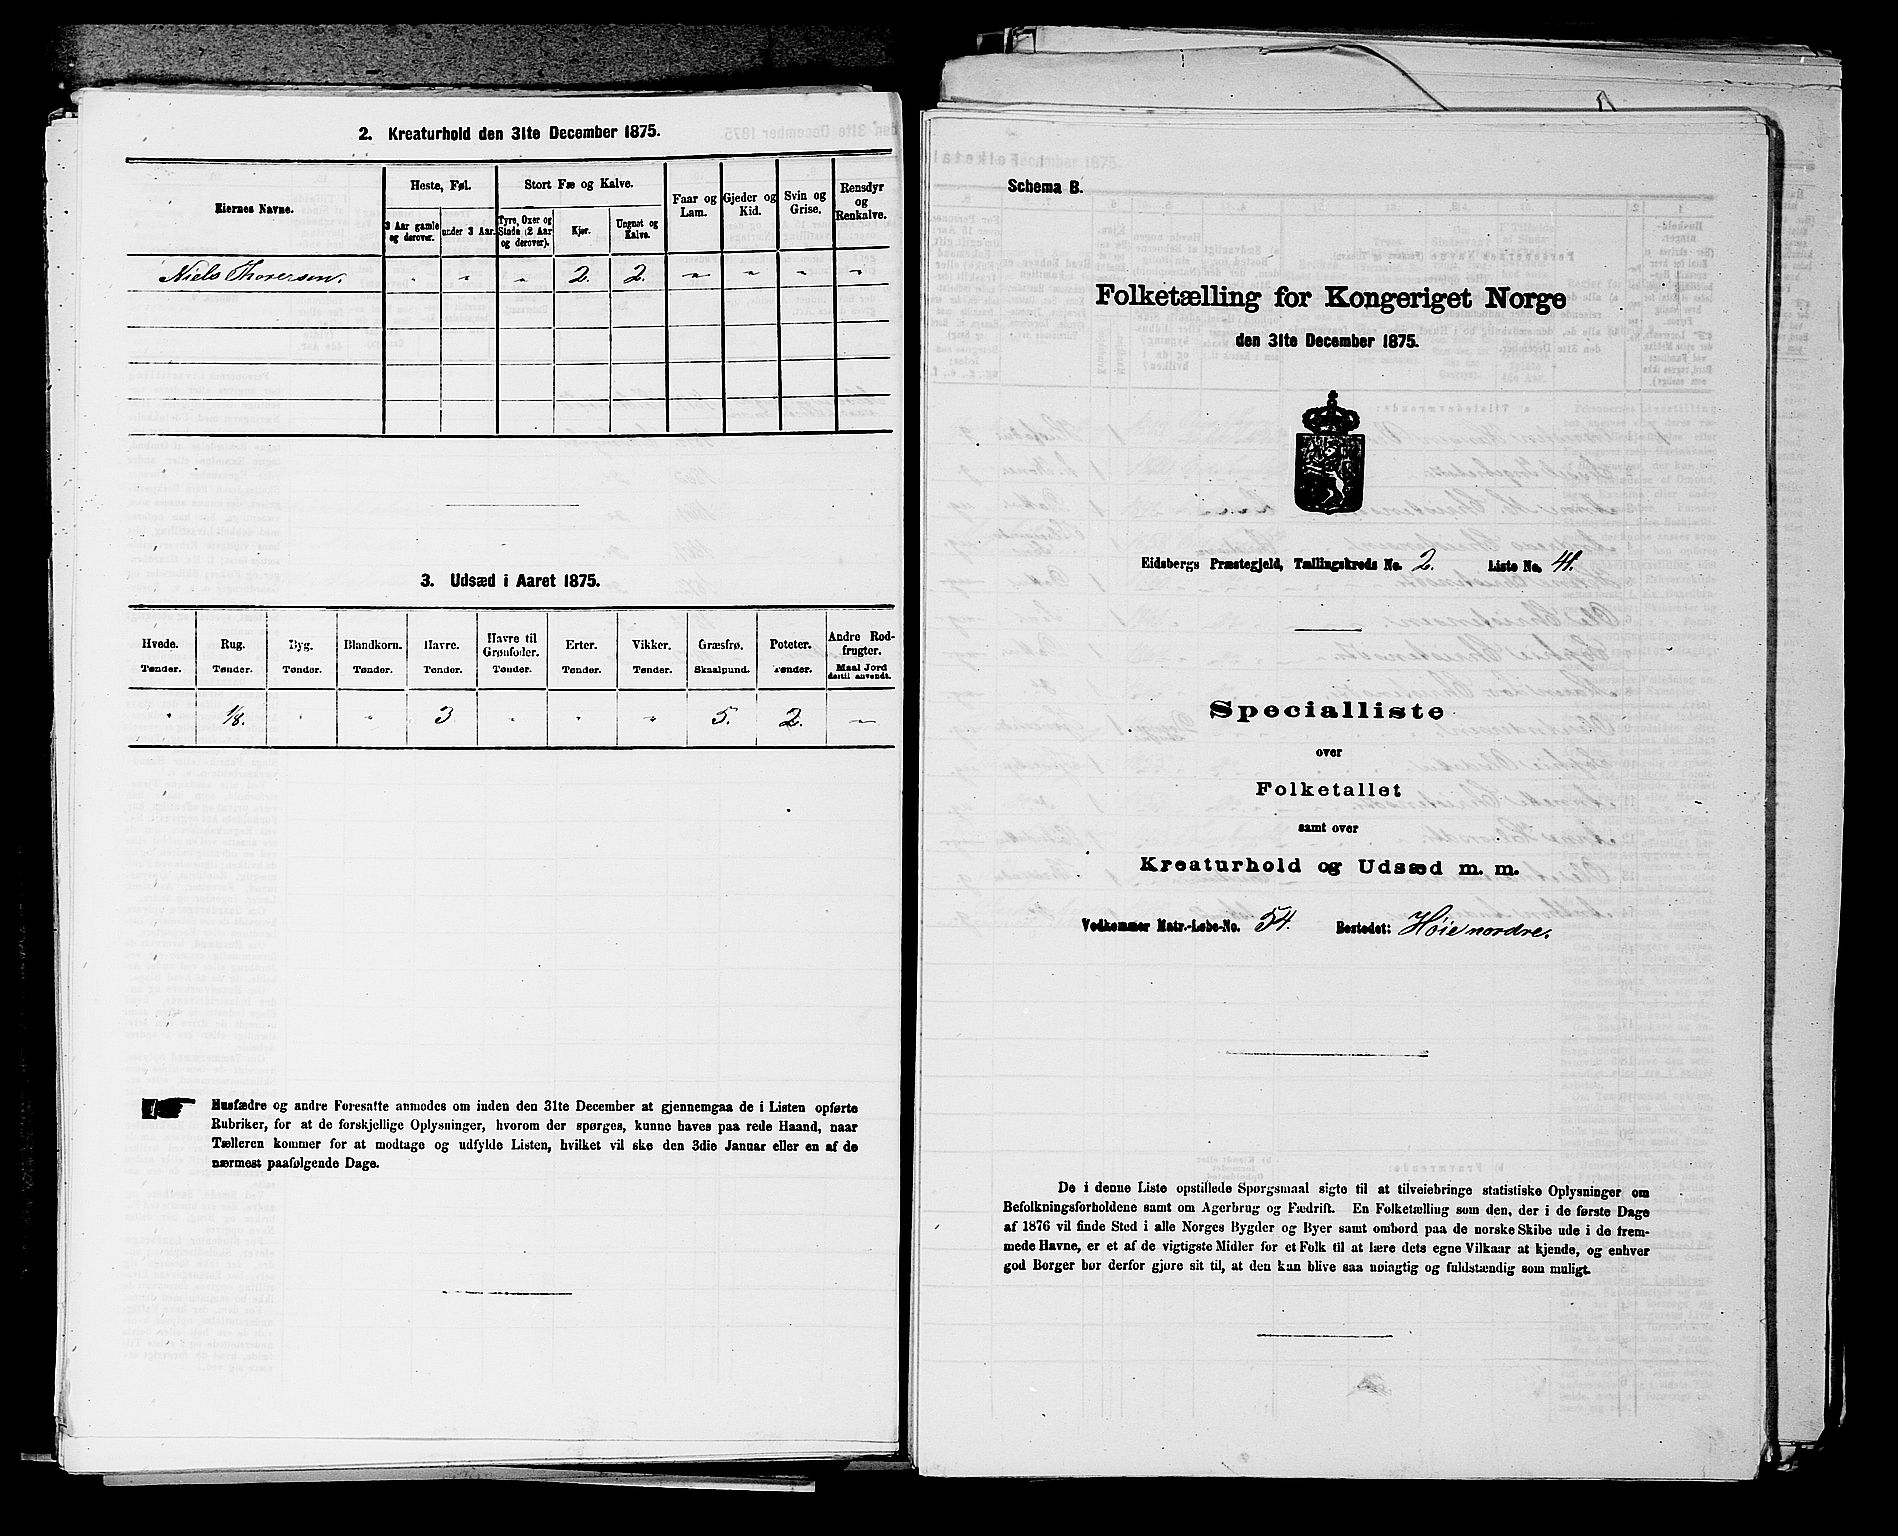 2. Kreaturhold den 31te December 1875.
Eiernes Navne.
Heste, Føl.
Stort Fæ og Kalve.
Faar og Lam.
Gjeder og Kid.
Svin og Grise.
Rensdyr og Renkalve.
3 Aar gamle og derover.
under 3 Aar.
Tyre, Oxer og Stude (2 Aar og derover).
Kjør.
Ungnøt og Kalve.
Niels Thorersen. " " " 2. 2. " " " "
3. Udsæd i Aaret 1875.
Hvede. Rug. Byg. Blandkorn. Havre. Havre til Grønfoder. Erter. Vikker. Græsfrø. Poteter. Andre Rodfrugter.
Tønder. Tønder. Tønder. Tønder. Tønder. Tønder. Tønder. Tønder. Skaalpund. Tønder. Maal Jord dertil anvendt.
" 1/8. " " 3 " " " 5. 2. "
Husfædre og andre Foresatte anmodes om inden den 31te December at gjennemgaa de i Listen opførte
Rubriker, for at de forskjellige Oplysninger, hvorom der spørges, kunne haves paa rede Haand, naar
Tælleren kommer for at modtage og udfylde Listen, hvilket vil ske den 3die Januar eller en af de
nærmest paafølgende Dage.
Schema B.
Folketælling for Kongeriget Norge
den 31te December 1875.
Eidsbergs Præstegjeld, Tællingskreds No. 2. Liste No. 41.
Specialliste
over
Folketallet
samt over
Kreaturhold og Udsæd m. m.
Vedkommer Matr.-Løbe-No. 54. Bostedet: Høie nordre.
De i denne Liste opstillede Spørgsmaal sigte til at tilveiebringe statistiske Oplysninger om
Befolkningsforholdene samt om Agerbrug og Fædrift. En Folketælling som den, der i de første Dage
af 1876 vil finde Sted i alle Norges Bygder og Byer samt ombord paa de norske Skibe ude i de frem-
mede Havne, er et af de vigtigste Midler for et Folk til at lære dets egne Vilkaar at kjende, og enhver
god Borger bør derfor gjøre sit til, at den kan blive saa nøiagtig og fuldstændig som muligt.